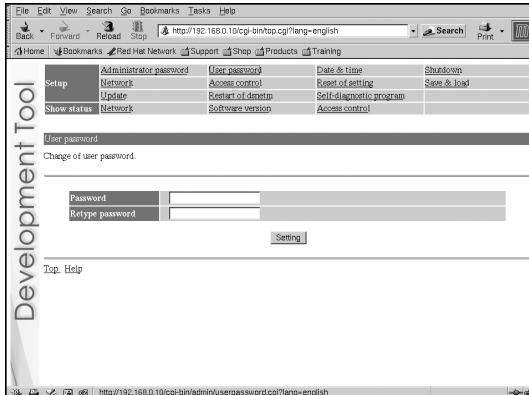 File Edit View Search Go Bookmarks Tasks Help
Back Forward Reload Stop http://192.168.0.10/cgi-bin/top.cgi?lang=english Search Print
Home Bookmarks Red Hat Network Support Shop Products Training
Development Tool
Setup Administrator password User password Date & time Shutdown
Network Access control Reset of setting Save & load
Update Restart of dsnetm Self-diagnostic program
Show status Network Software version Access control
User password
Change of user password.
Password
Retype password
Setting
Top Help
http://192.168.0.10/cgi-bin/admin/userpassword.cgi?lang=english